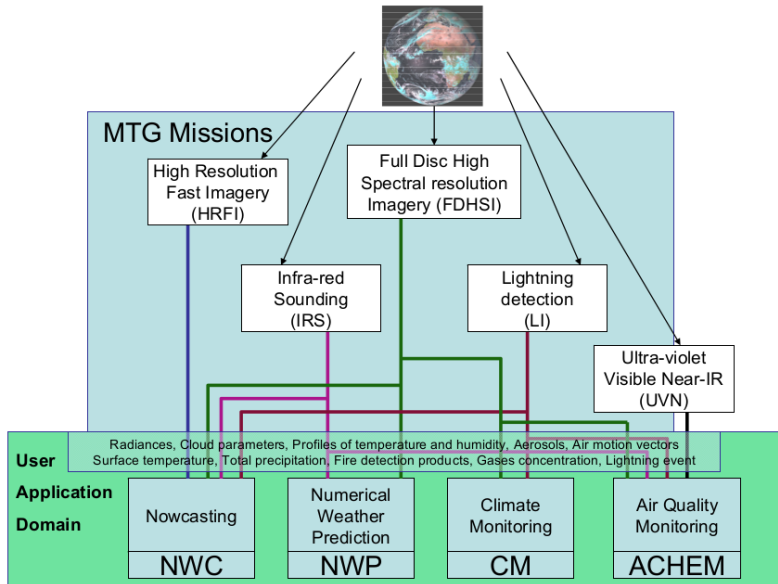 MTG Missions
High Resolution
Fast Imagery
(HRFI)
Full Disc High
Spectral resolution
Imagery (FDHSI)
Infra-red
Sounding
(IRS)
Lightning
detection
(LI)
Ultra-violet
Visible Near-IR
(UVN)
Radiances, Cloud parameters, Profiles of temperature and humidity, Aerosols, Air motion vectors
Surface temperature, Total precipitation, Fire detection products, Gases concentration, Lightning event
User
Application
Domain
Nowcasting
NWC
Numerical
Weather
Prediction
NWP
Climate
Monitoring
CM
Air Quality
Monitoring
ACHEM